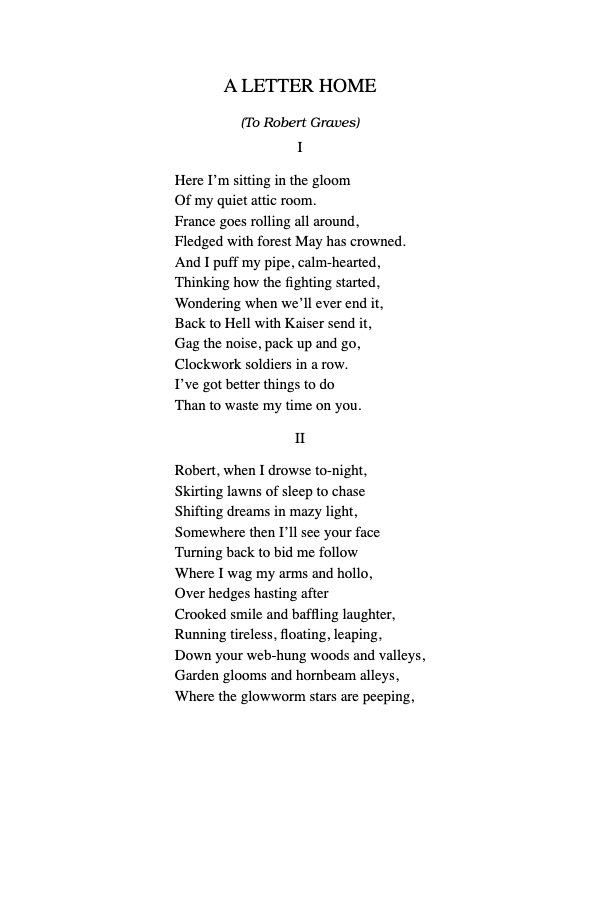 A LETTER HOME
(To Robert Graves)
I
Here I’m sitting in the gloom
Of my quiet attic room.
France goes rolling all around,
Fledged with forest May has crowned.
And I puff my pipe, calm-hearted,
Thinking how the fighting started,
Wondering when we’ll ever end it,
Back to Hell with Kaiser send it,
Gag the noise, pack up and go,
Clockwork soldiers in a row.
I’ve got better things to do
Than to waste my time on you.
II
Robert, when I drowse to-night,
Skirting lawns of sleep to chase
Shifting dreams in mazy light,
Somewhere then I’ll see your face
Turning back to bid me follow
Where I wag my arms and hollo,
Over hedges hasting after
Crooked smile and baffling laughter,
Running tireless, floating, leaping,
Down your web-hung woods and valleys,
Garden glooms and hornbeam alleys,
Where the glowworm stars are peeping,